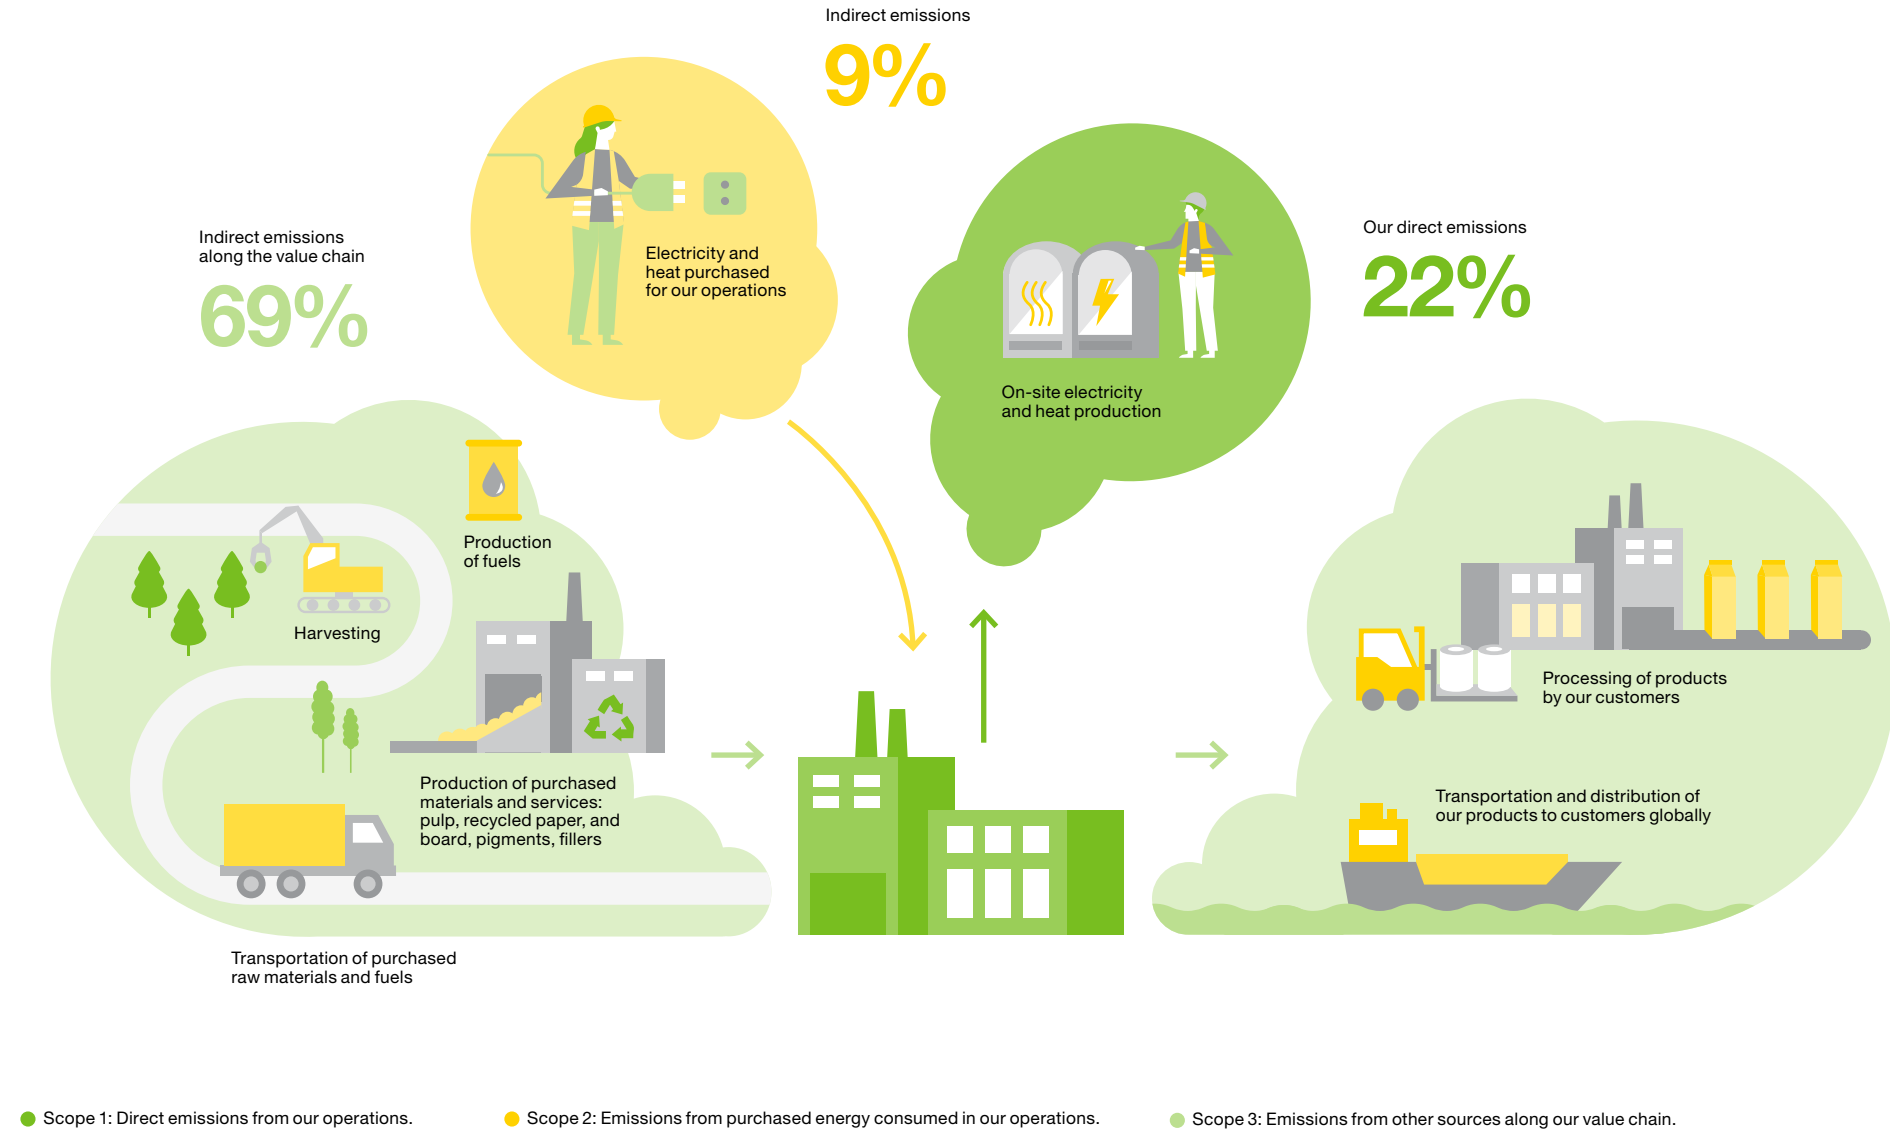 Indirect emissions
9%
Indirect emissions
along the value chain
69%
Electricity and
heat purchased
for our operations
Our direct emissions
22%
On-site electricity
and heat production
Production
of fuels
Harvesting
Production of purchased
materials and services:
pulp, recycled paper, and
board, pigments, fillers
Transportation of purchased
raw materials and fuels
Processing of products
by our customers
Transportation and distribution of
our products to customers globally
Scope 1: Direct emissions from our operations.
Scope 2: Emissions from purchased energy consumed in our operations.
Scope 3: Emissions from other sources along our value chain.